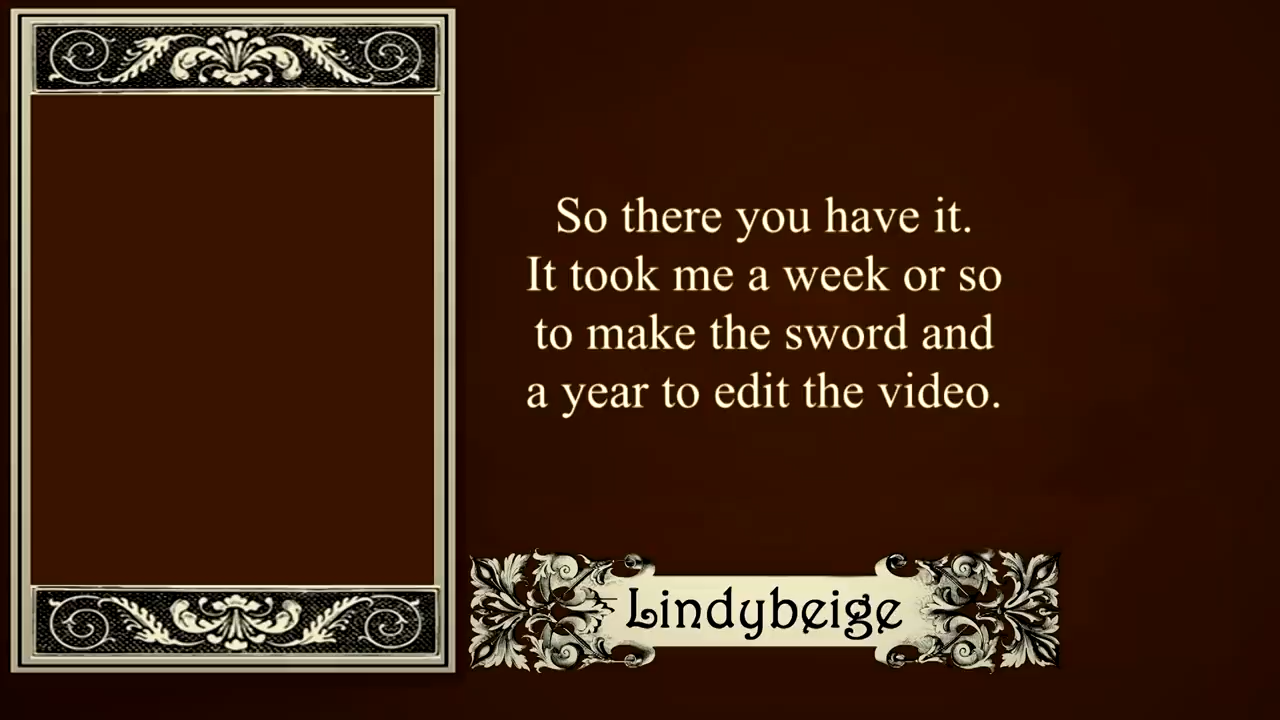 So there you have it.
It took me a week or so
to make the sword and
a year to edit the video.
Lindybeige